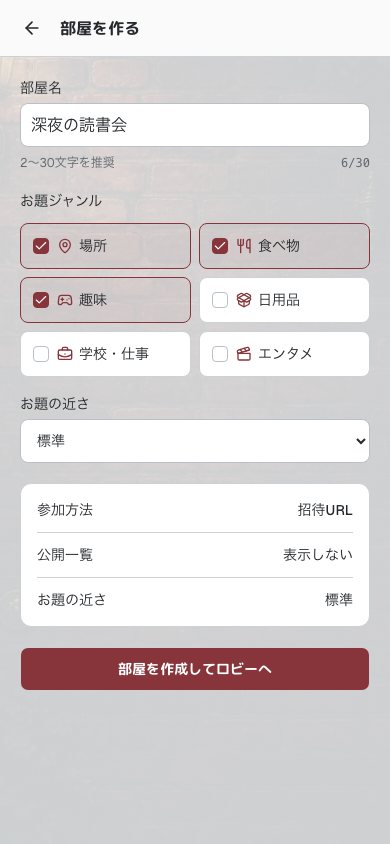 部屋を作る
部屋名
深夜の読書会
2〜30文字を推奨 6/30
お題ジャンル
場所 食べ物
趣味 日用品
学校・仕事 エンタメ
お題の近さ
標準
参加方法 招待URL
公開一覧 表示しない
お題の近さ 標準
部屋を作成してロビーへ